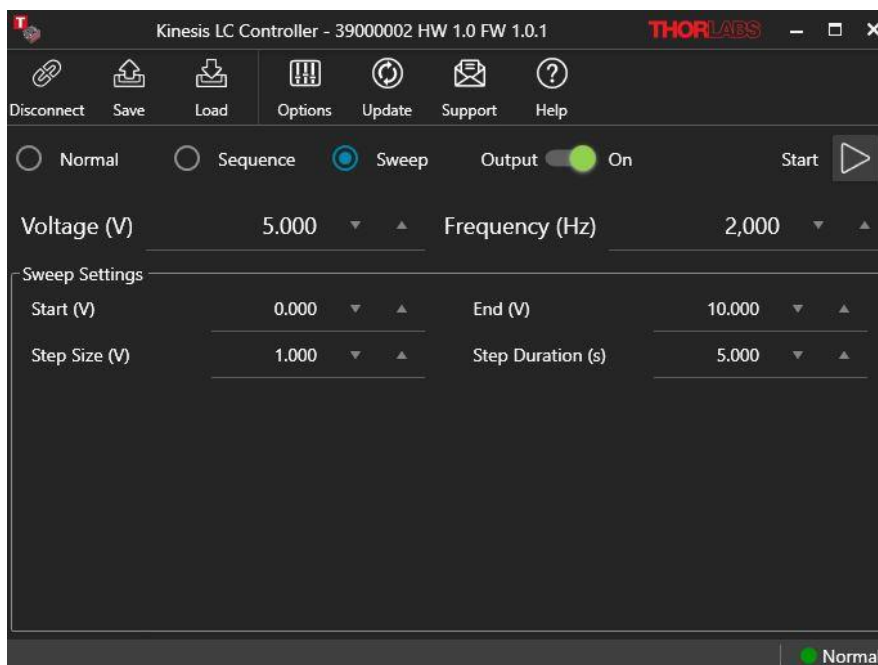 Kinesis LC Controller - 39000002 HW 1.0 FW 1.0.1 THORLABS
Disconnect Save Load Options Update Support Help
Normal Sequence Sweep Output On Start
Voltage (V) 5.000 Frequency (Hz) 2,000
Sweep Settings
Start (V) 0.000 End (V) 10.000
Step Size (V) 1.000 Step Duration (s) 5.000
Normal